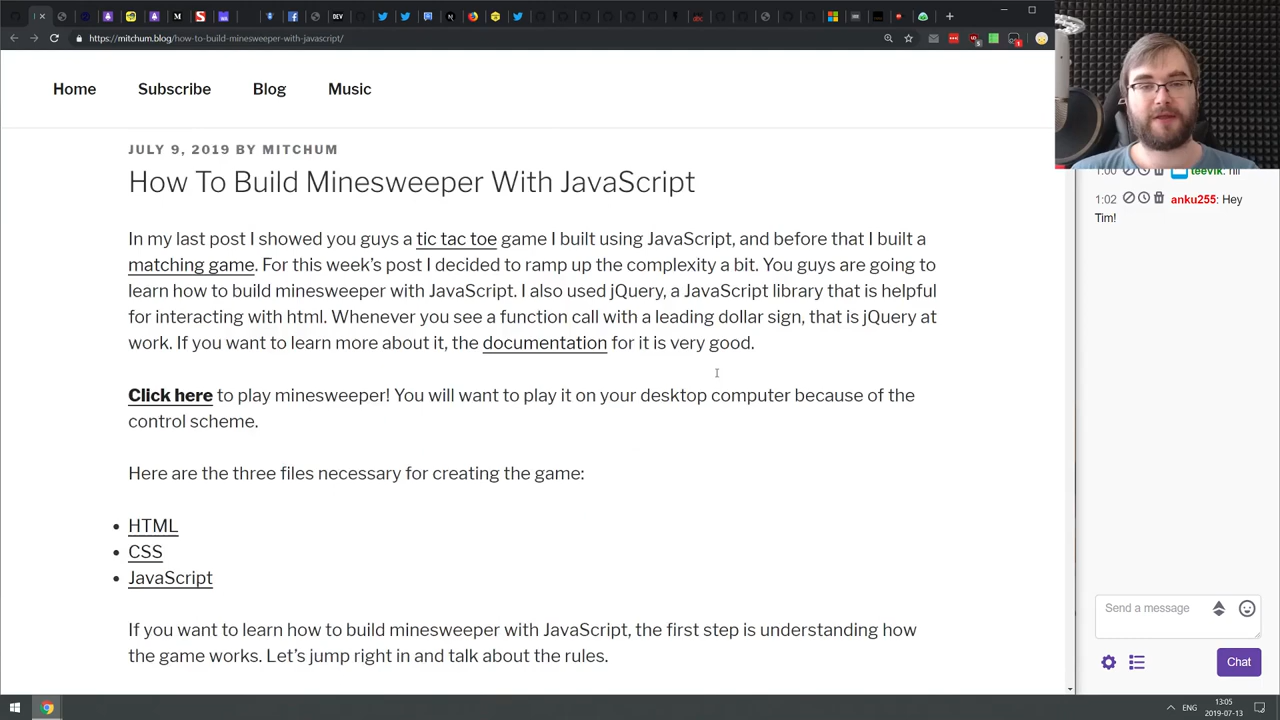 https://mitchum.blog/how-to-build-minesweeper-with-javascript/
Home Subscribe Blog Music
JULY 9, 2019 BY MITCHUM
How To Build Minesweeper With JavaScript
In my last post I showed you guys a tic tac toe game I built using JavaScript, and before that I built a
matching game. For this week's post I decided to ramp up the complexity a bit. You guys are going to
learn how to build minesweeper with JavaScript. I also used jQuery, a JavaScript library that is helpful
for interacting with html. Whenever you see a function call with a leading dollar sign, that is jQuery at
work. If you want to learn more about it, the documentation for it is very good.
Click here to play minesweeper! You will want to play it on your desktop computer because of the
control scheme.
Here are the three files necessary for creating the game:
• HTML
• CSS
• JavaScript
If you want to learn how to build minesweeper with JavaScript, the first step is understanding how
the game works. Let's jump right in and talk about the rules.
1:00 teevik:
1:02 anku255: Hey
Tim!
Send a message
Chat
ENG
13:05
2019-07-13